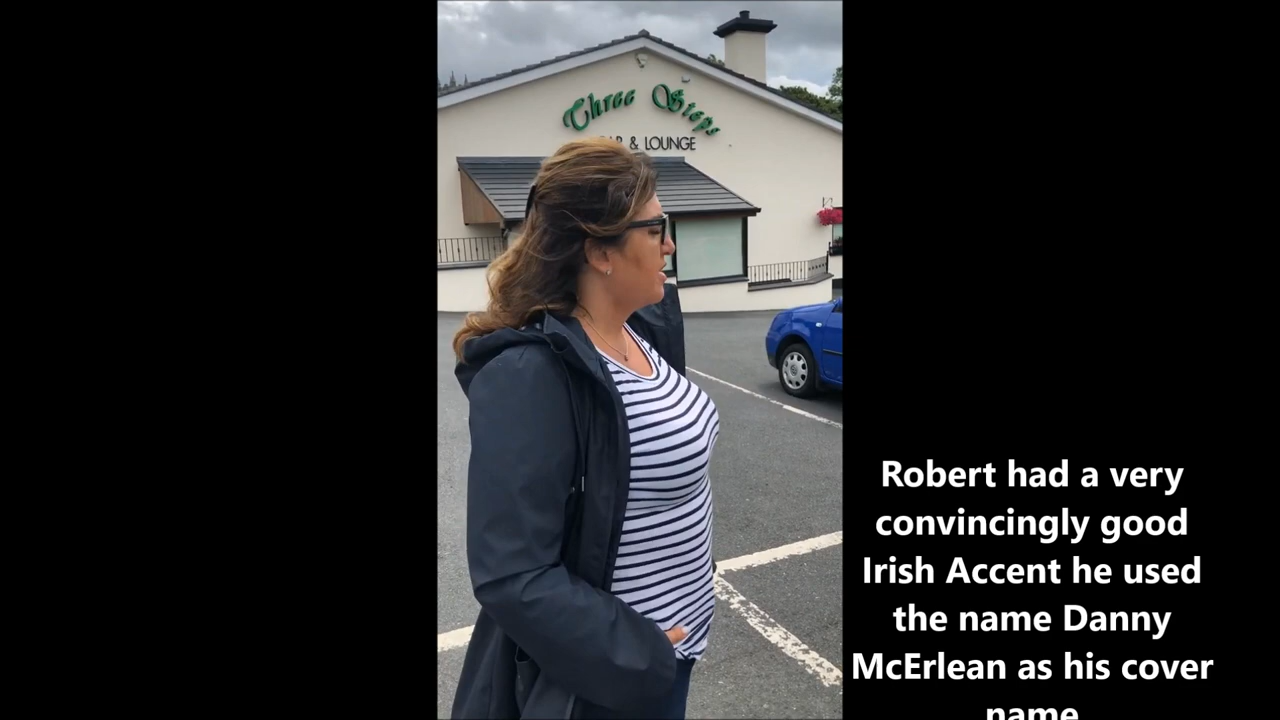 Three Steps
& LOUNGE
Robert had a very
convincingly good
Irish Accent he used
the name Danny
McErlean as his cover
name